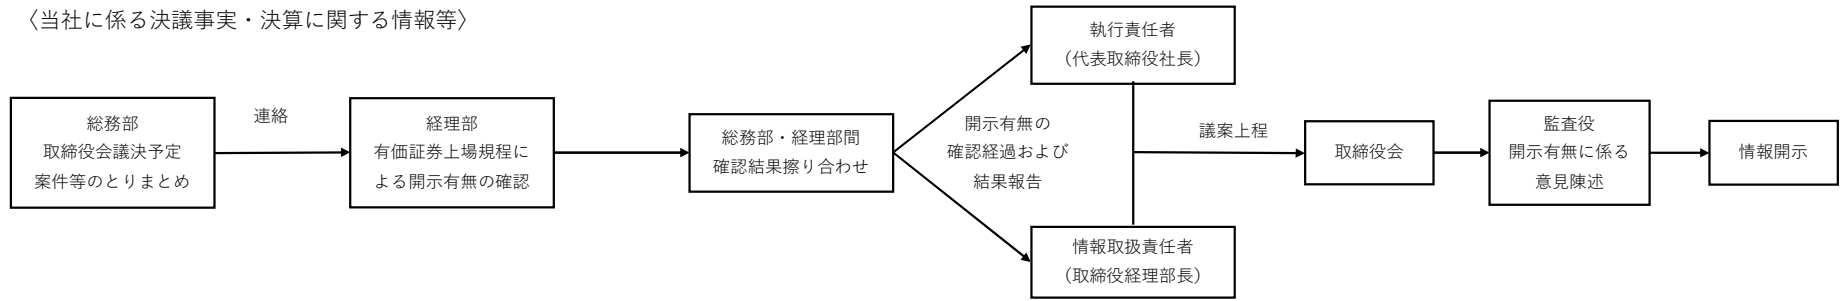 〈当社に係る決議事実・決算に関する情報等〉
総務部
取締役会議決予定
案件等のとりまとめ
連絡
経理部
有価証券上場規程に
よる開示有無の確認
総務部・経理部間
確認結果擦り合わせ
開示有無の
確認経過および
結果報告
執行責任者
（代表取締役社長）
情報取扱責任者
（取締役経理部長）
議案上程
取締役会
監査役
開示有無に係る
意見陳述
情報開示